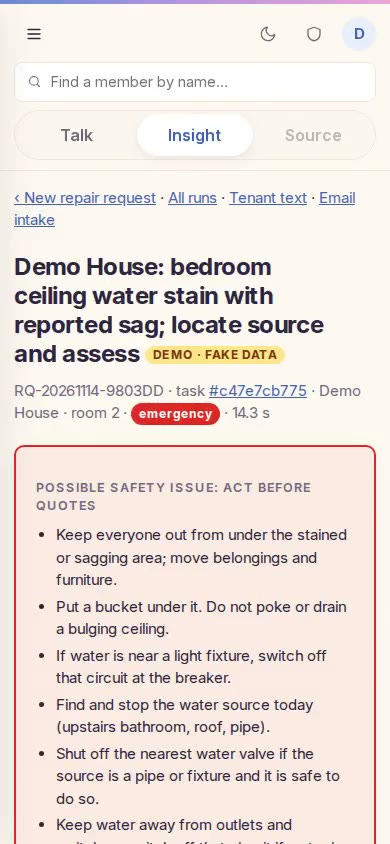 D
Find a member by name...
Talk Insight Source
‹ New repair request · All runs · Tenant text · Email
intake
Demo House: bedroom
ceiling water stain with
reported sag; locate source
and assess DEMO · FAKE DATA
RQ-20261114-9803DD · task #c47e7cb775 · Demo
House · room 2 · emergency · 14.3 s
POSSIBLE SAFETY ISSUE: ACT BEFORE
QUOTES
• Keep everyone out from under the stained
or sagging area; move belongings and
furniture.
• Put a bucket under it. Do not poke or drain
a bulging ceiling.
• If water is near a light fixture, switch off
that circuit at the breaker.
• Find and stop the water source today
(upstairs bathroom, roof, pipe).
• Shut off the nearest water valve if the
source is a pipe or fixture and it is safe to
do so.
• Keep water away from outlets and